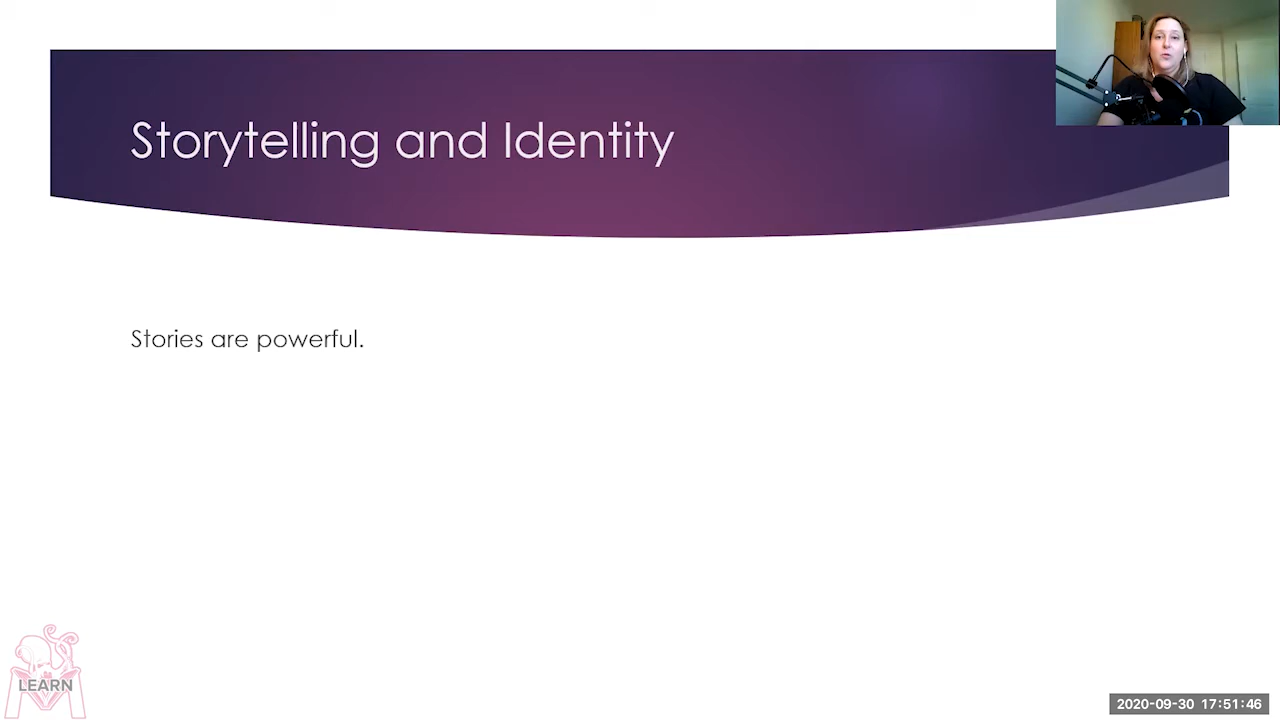 Storytelling and Identity
Stories are powerful.
LEARN
2020-09-30 17:51:46